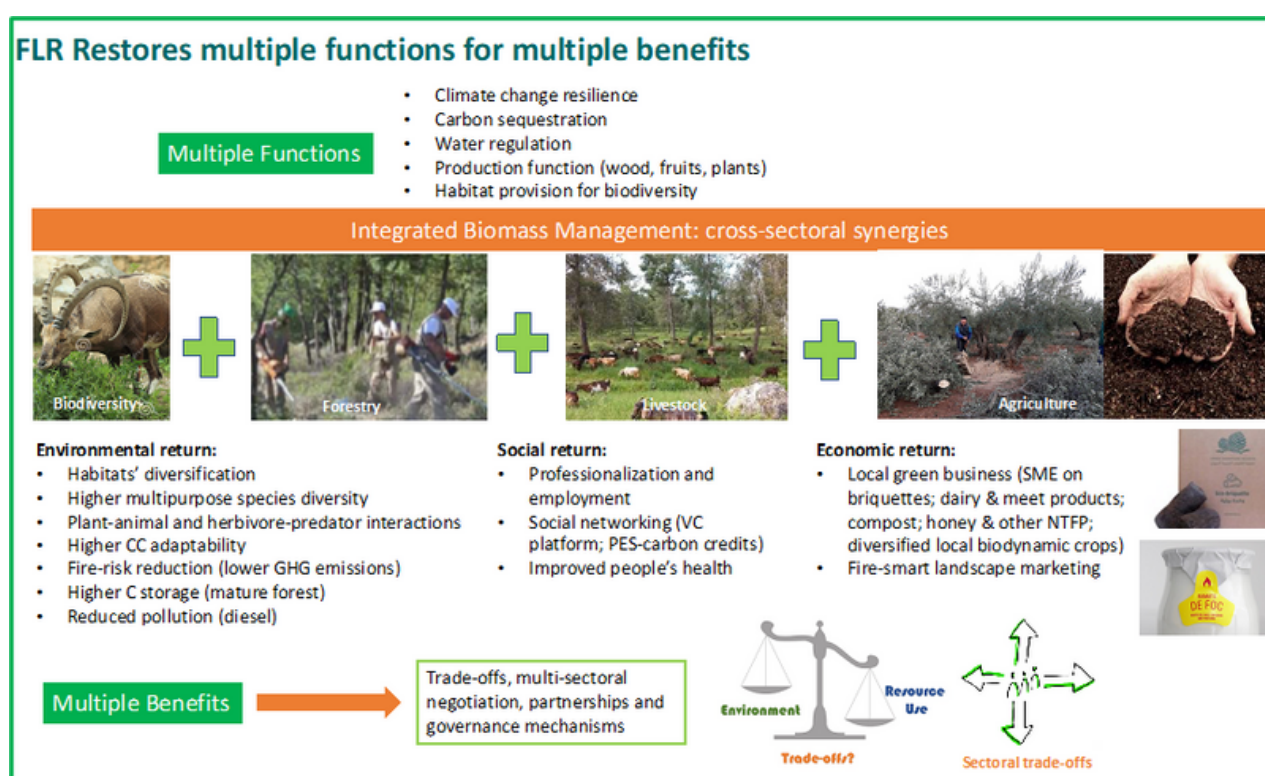 FLR Restores multiple functions for multiple benefits
Multiple Functions
• Climate change resilience
• Carbon sequestration
• Water regulation
• Production function (wood, fruits, plants)
• Habitat provision for biodiversity
Integrated Biomass Management: cross-sectoral synergies
Biodiversity
Forestry
Livestock
Agriculture
Environmental return:
• Habitats' diversification
• Higher multipurpose species diversity
• Plant-animal and herbivore-predator interactions
• Higher CC adaptability
• Fire-risk reduction (lower GHG emissions)
• Higher C storage (mature forest)
• Reduced pollution (diesel)
Social return:
• Professionalization and
employment
• Social networking (VC
platform; PES-carbon credits)
• Improved people's health
Economic return:
• Local green business (SME on
briquettes; dairy & meet products;
compost; honey & other NTFP;
diversified local biodynamic crops)
• Fire-smart landscape marketing
DE FOC
Multiple Benefits
Trade-offs, multi-sectoral
negotiation, partnerships and
governance mechanisms
Environment
Resource
Use
Trade-offs?
Sectoral trade-offs